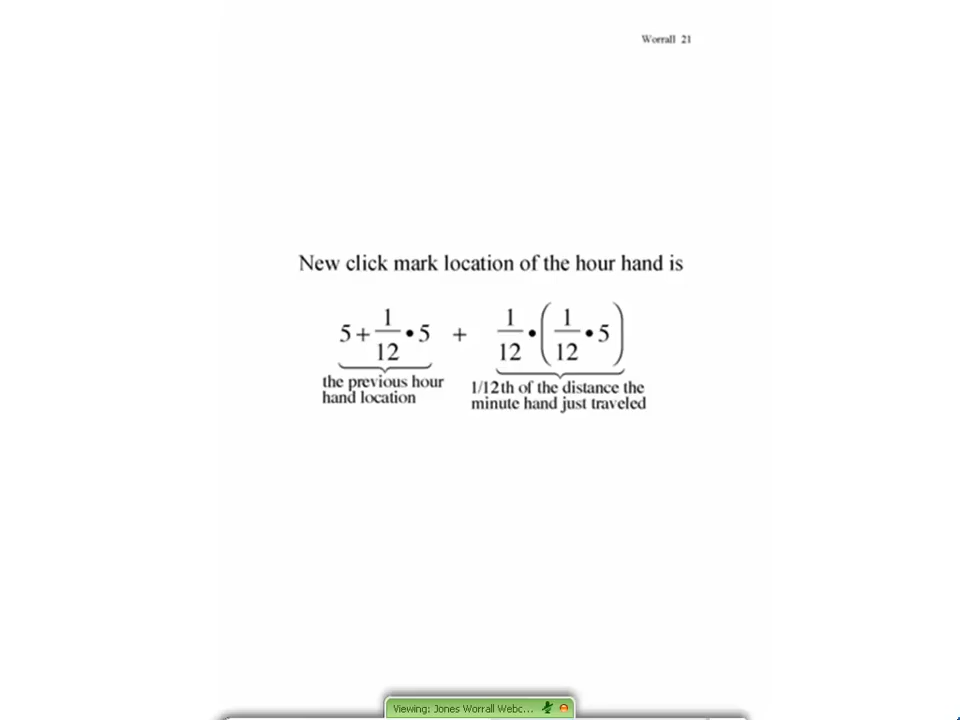 Worrall 21
New click mark location of the hour hand is
5 + 1/12 • 5 + 1/12 • (1/12 • 5)
the previous hour
hand location
1/12th of the distance the
minute hand just traveled
Viewing: Jones Worrall Webc...